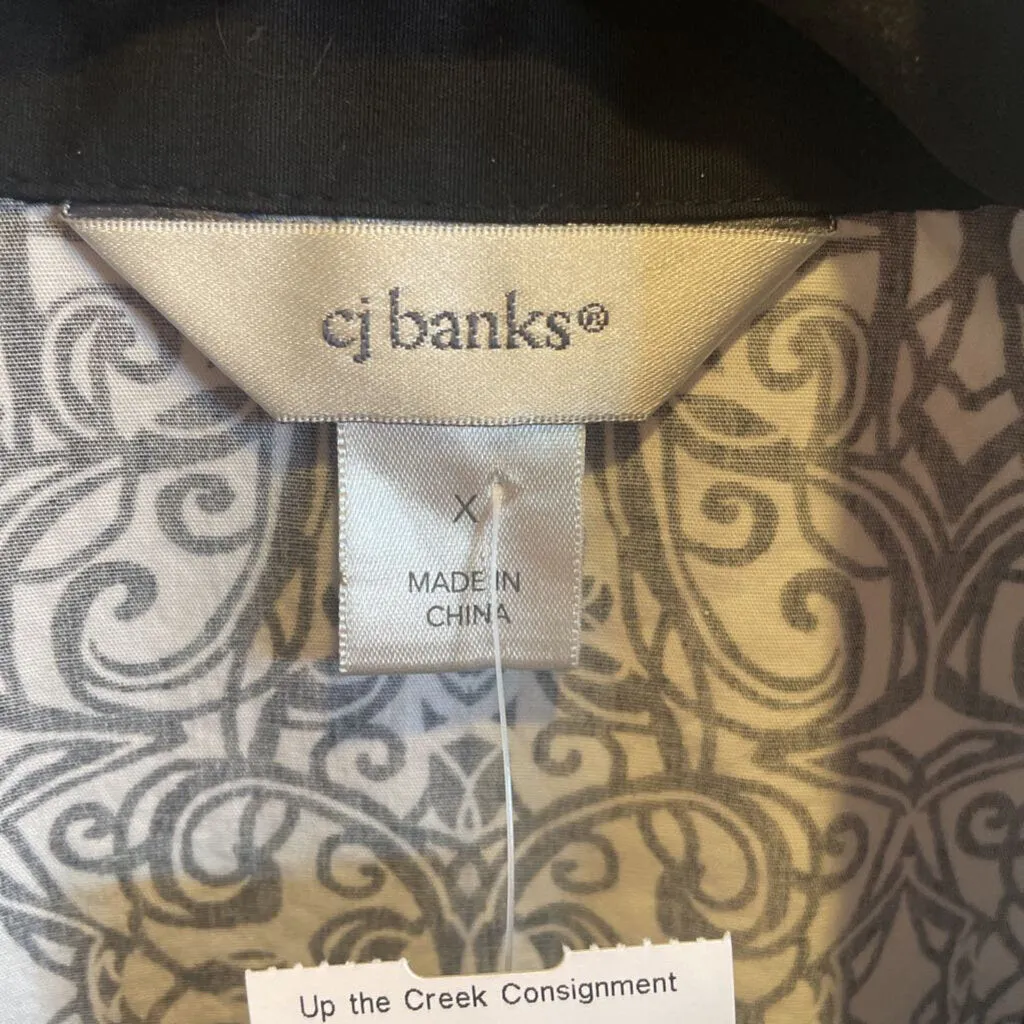 cj banks®
X
MADE IN
CHINA
Up the Creek Consignment